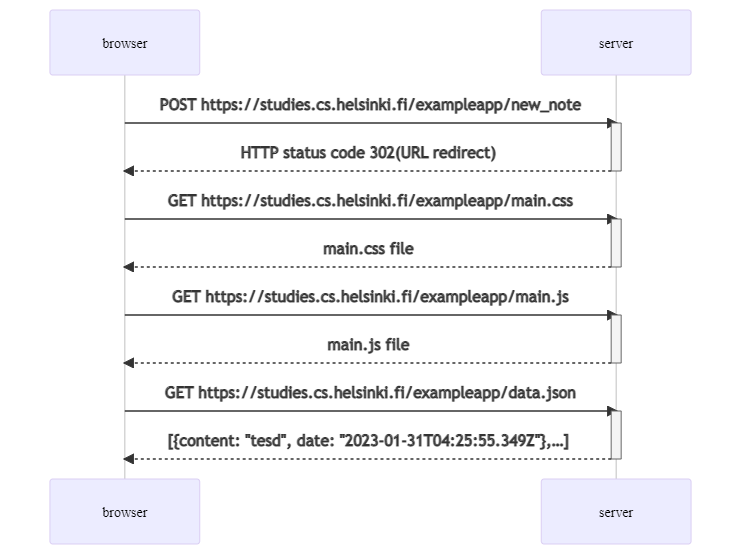 browser server
POST https://studies.cs.helsinki.fi/exampleapp/new_note
HTTP status code 302(URL redirect)
GET https://studies.cs.helsinki.fi/exampleapp/main.css
main.css file
GET https://studies.cs.helsinki.fi/exampleapp/main.js
main.js file
GET https://studies.cs.helsinki.fi/exampleapp/data.json
[{content: "tesd", date: "2023-01-31T04:25:55.349Z"},...]
browser server